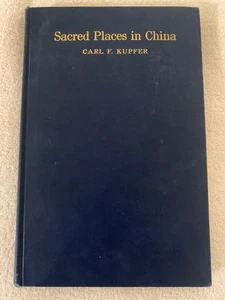 Sacred Places in China
CARL F. KUPFER